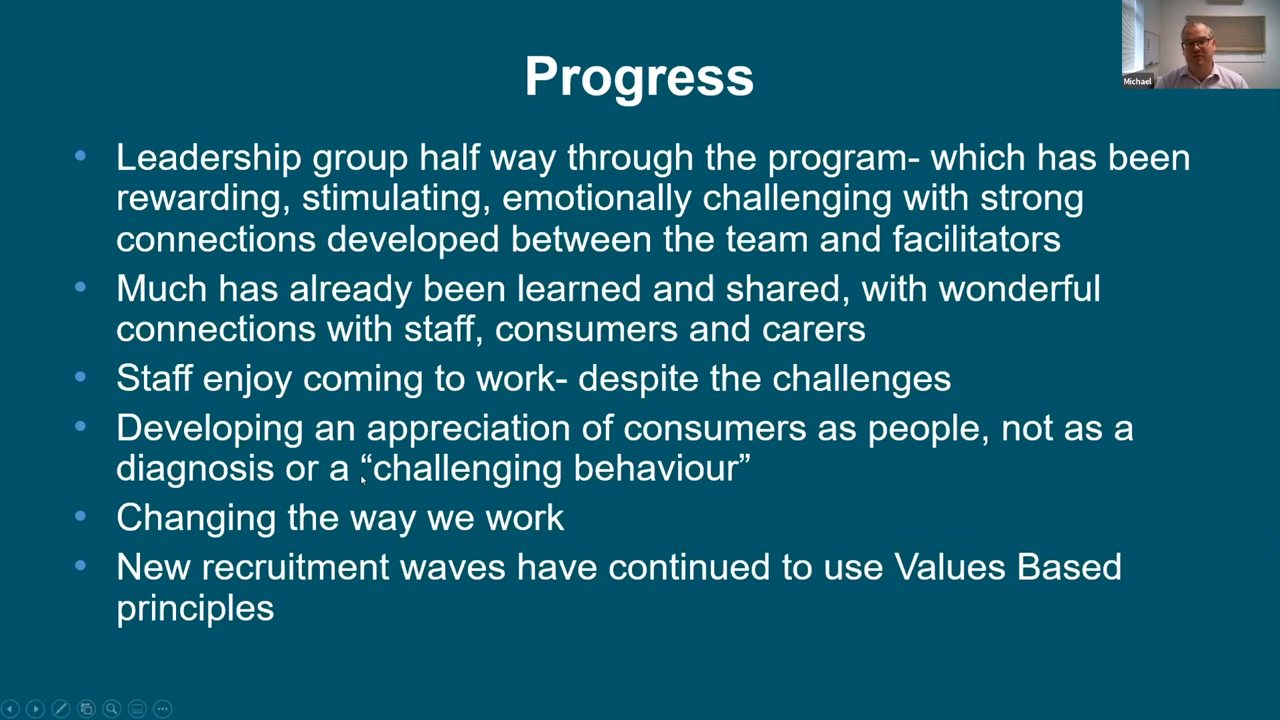 Progress
Michael
• Leadership group half way through the program- which has been
rewarding, stimulating, emotionally challenging with strong
connections developed between the team and facilitators
• Much has already been learned and shared, with wonderful
connections with staff, consumers and carers
• Staff enjoy coming to work- despite the challenges
• Developing an appreciation of consumers as people, not as a
diagnosis or a “challenging behaviour”
• Changing the way we work
• New recruitment waves have continued to use Values Based
principles